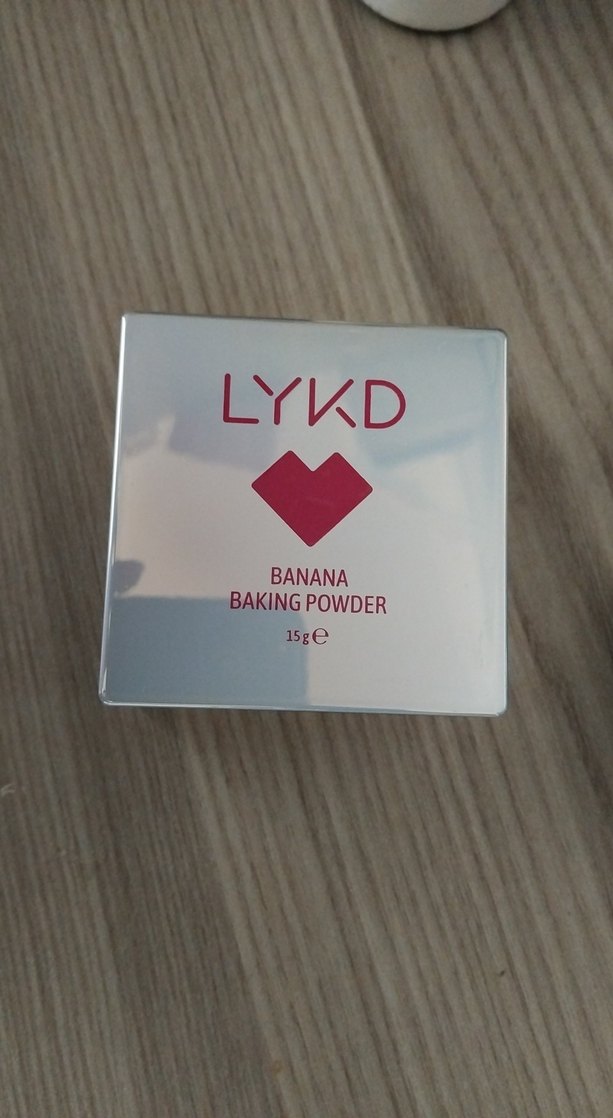 LYKD
BANANA
BAKING POWDER
15g℮